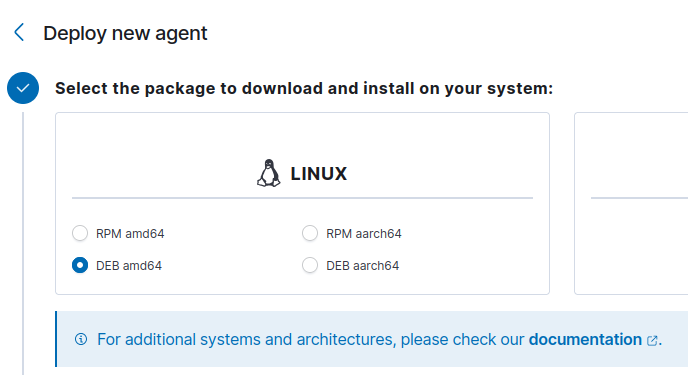 Deploy new agent
Select the package to download and install on your system:
LINUX
RPM amd64
RPM aarch64
DEB amd64
DEB aarch64
For additional systems and architectures, please check our documentation.